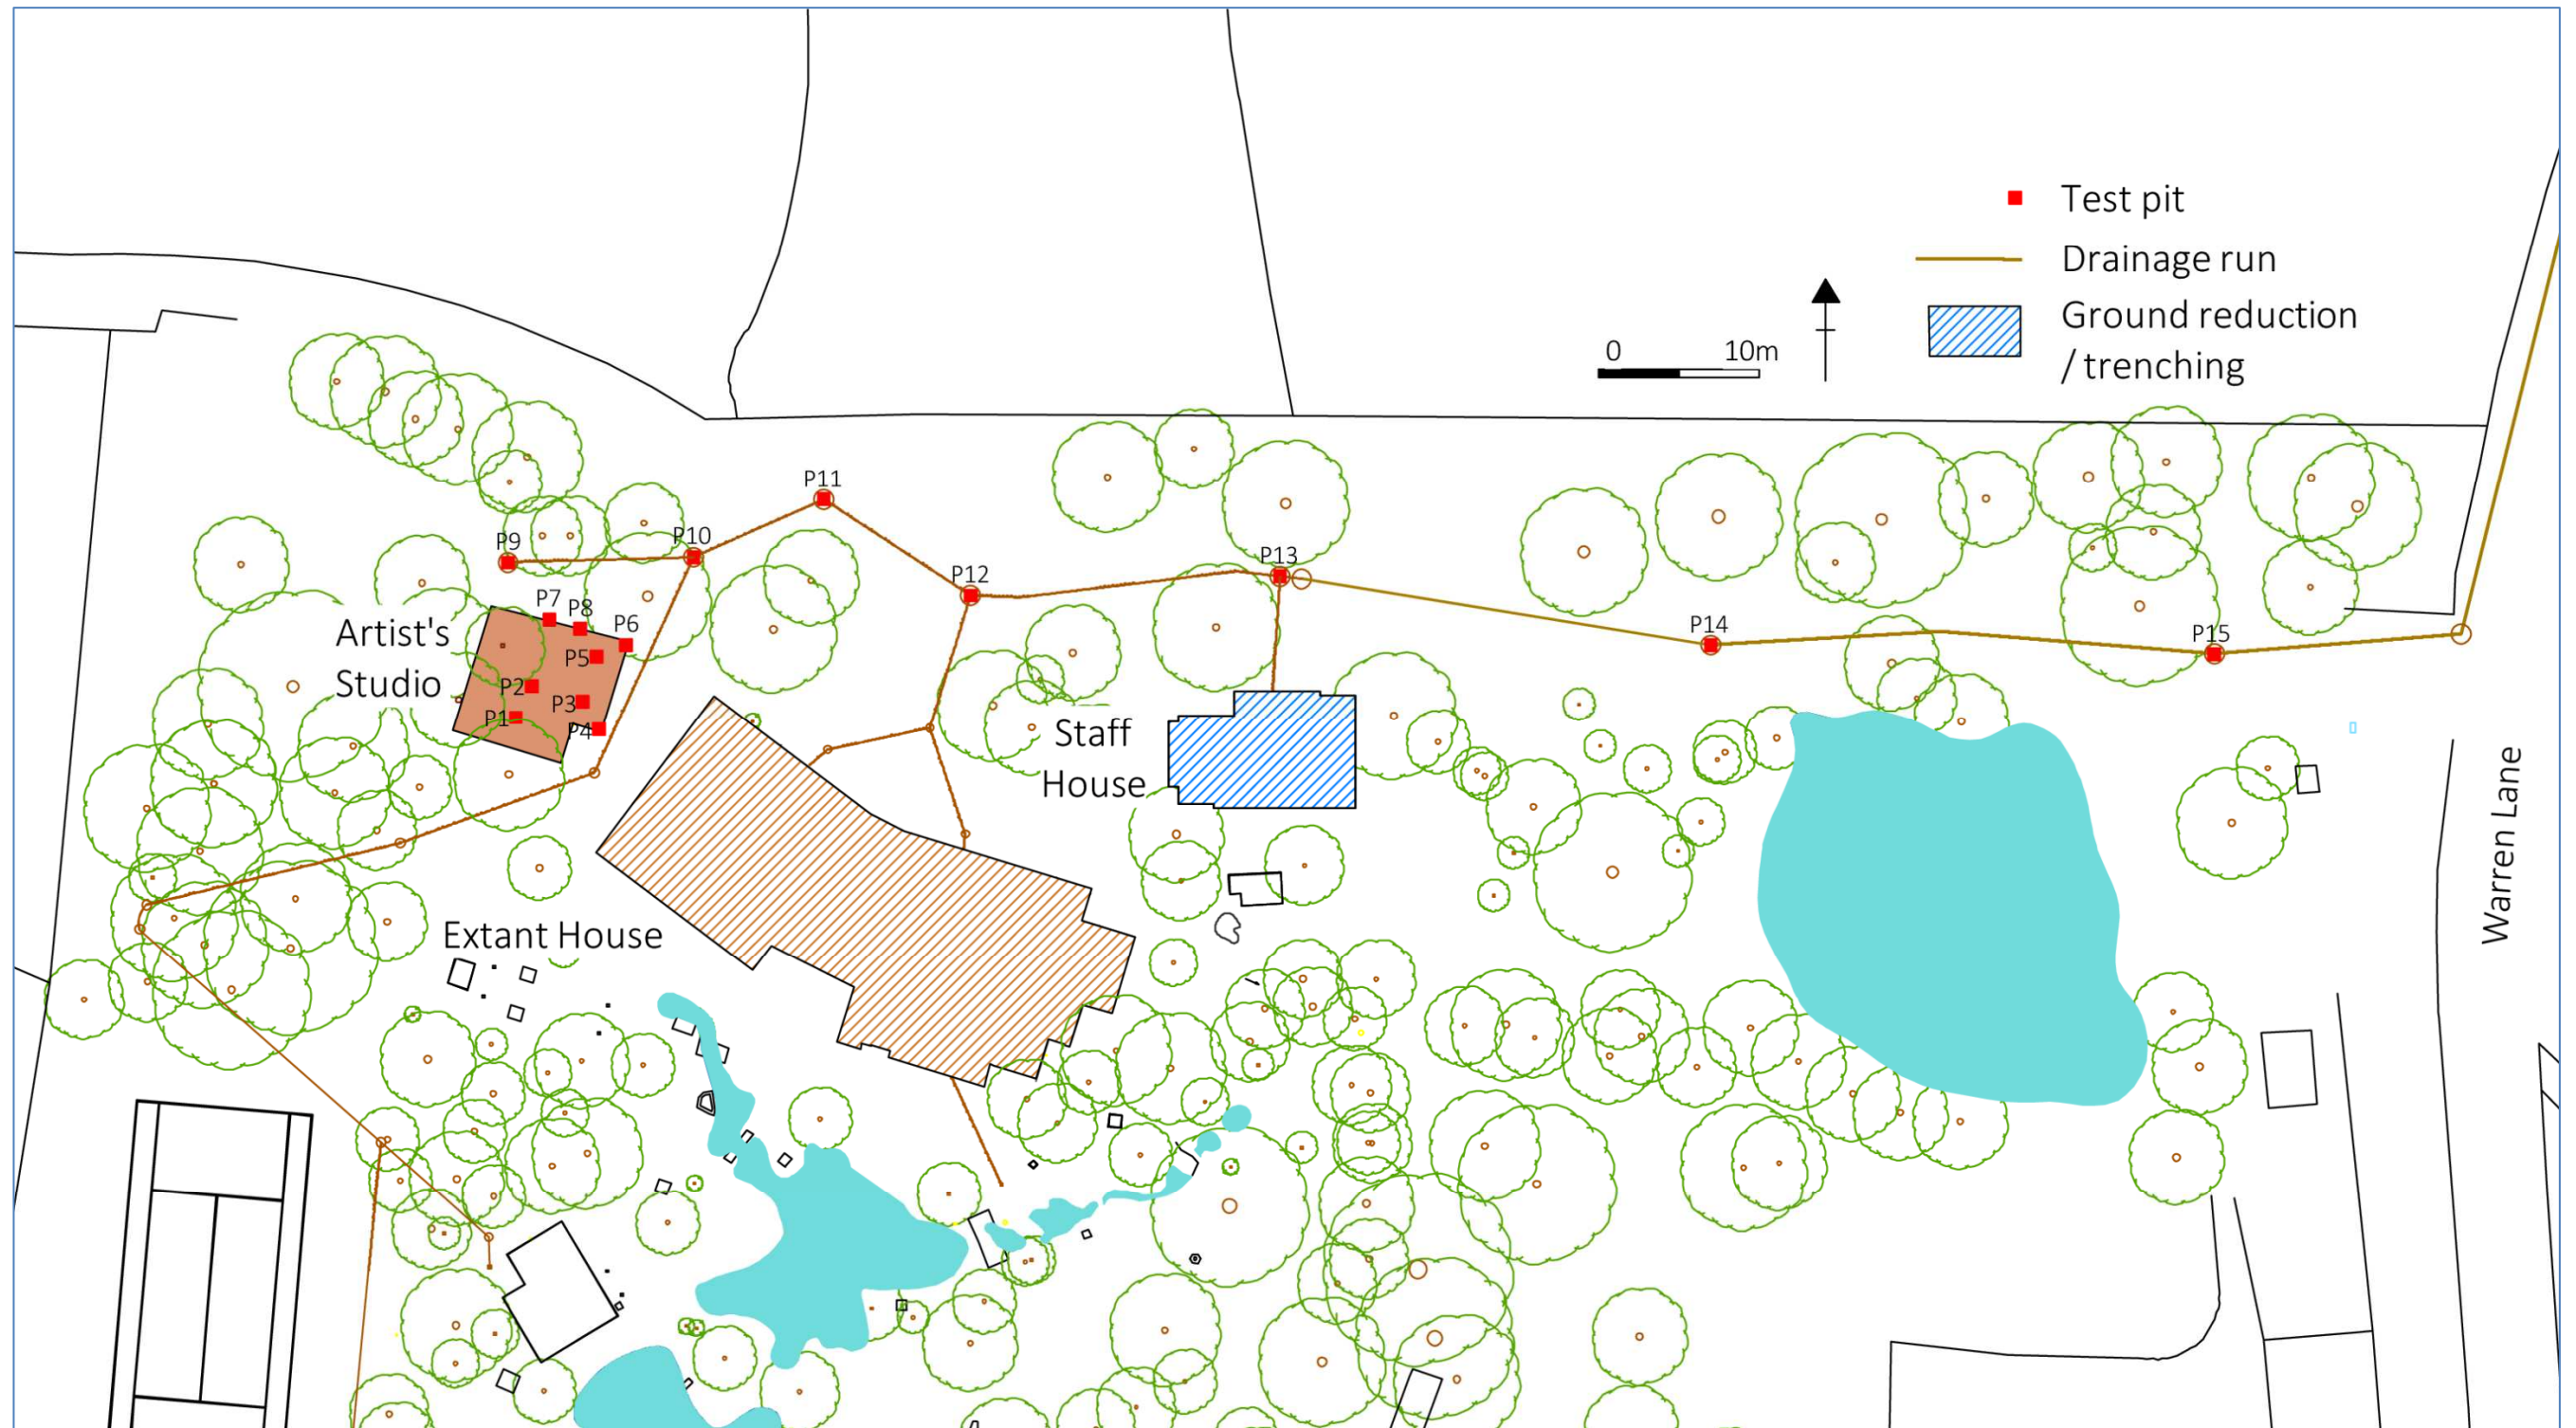 Test pit
Drainage run
Ground reduction
/ trenching
0 10m
P11
P10
P9
P13
P12
P7
P8
P6
P14
P15
P5
P2
P3
P1
P4
Artist's
Studio
Staff
House
Extant House
Warren Lane